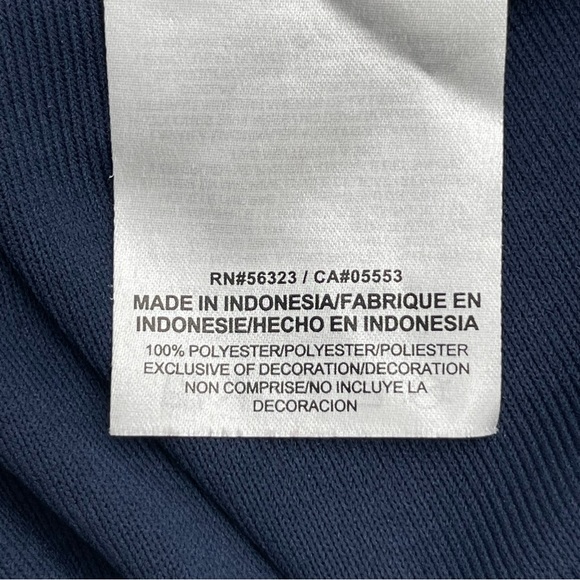 RN#56323 / CA#05553
MADE IN INDONESIA/FABRIQUE EN
INDONESIE/HECHO EN INDONESIA
100% POLYESTER/POLYESTER/POLIESTER
EXCLUSIVE OF DECORATION/DECORATION
NON COMPRISE/NO INCLUYE LA
DECORACION